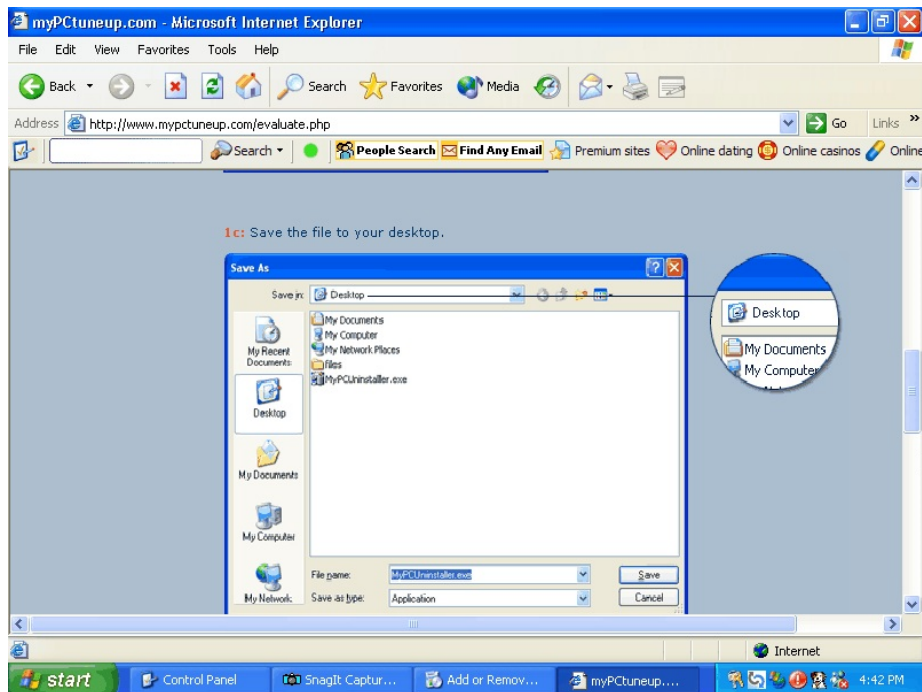 myPCtuneup.com - Microsoft Internet Explorer
File Edit View Favorites Tools Help
Back Search Favorites Media
Address http://www.mypctuneup.com/evaluate.php Go Links »
Search People Search Find Any Email Premium sites Online dating Online casinos Online
1c: Save the file to your desktop.
Save As
Save in: Desktop
My Recent Documents
Desktop
My Documents
My Computer
My Network
My Documents
My Computer
My Network Places
files
MyPCUninstaller.exe
File name: MyPCUninstaller.exe Save
Save as type: Application Cancel
Desktop
My Documents
My Computer
Internet
start Control Panel SnagIt Captur... Add or Remov... myPCtuneup.... 4:42 PM